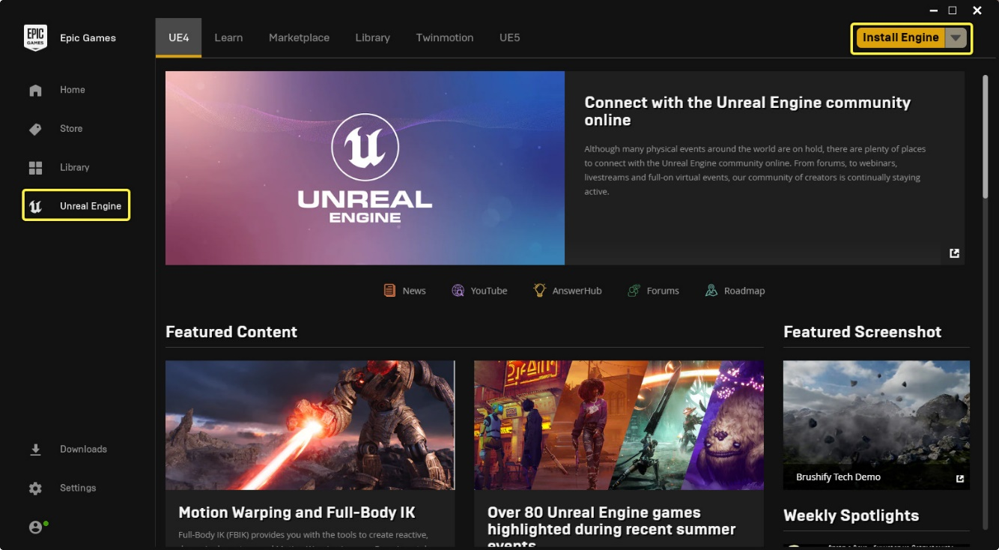 EPIC
GAMES
Epic Games
UE4
Learn
Marketplace
Library
Twinmotion
UE5
Install Engine
Home
Store
Library
Unreal Engine
Downloads
Settings
UNREAL
ENGINE
Connect with the Unreal Engine community
online
Although many physical events around the world are on hold, there are plenty of places
to connect with the Unreal Engine community online. From forums, to webinars,
livestreams and full-on virtual events, our community of creators is continually staying
active.
News
YouTube
AnswerHub
Forums
Roadmap
Featured Content
Motion Warping and Full-Body IK
Full-Body IK (FBIK) provides you with the tools to create reactive,
Over 80 Unreal Engine games
highlighted during recent summer
events
Featured Screenshot
Brushify Tech Demo
Weekly Spotlights